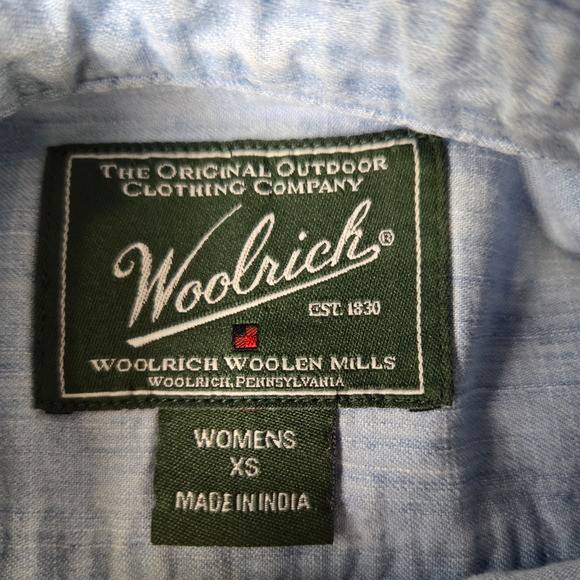 THE ORIGINAL OUTDOOR
CLOTHING COMPANY
Woolrich®
EST. 1830
WOOLRICH WOOLEN MILLS
WOOLRICH, PENNSYLVANIA
WOMENS
XS
MADE IN INDIA